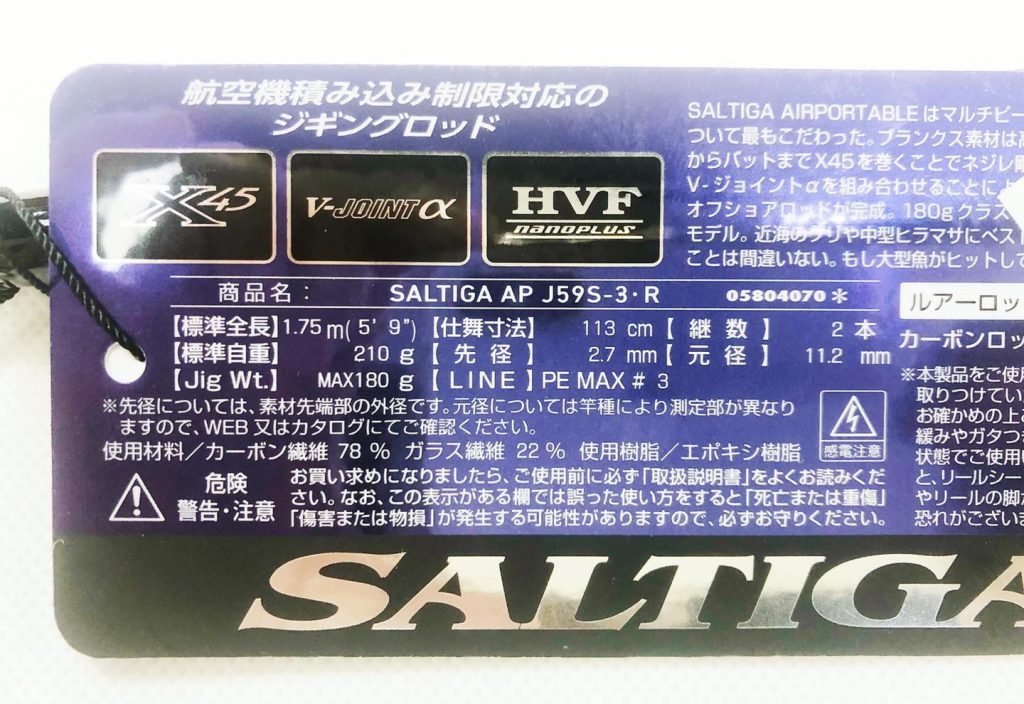 航空機積み込み制限対応の
ジギングロッド
X45
V-JOINT α
HVF
nanoPLUS
SALTIGA AIRPORTABLEはマルチピー
ついて最もこだわった。ブランクス素材は高
からバットまでX45を巻くことでネジレ剛
V-ジョイントαを組み合わせることによ
オフショアロッドが完成。180gクラス
モデル。近海のブリや中型ヒラマサにベスト
ことは間違いない。もし大型魚がヒットして
商品名： SALTIGA AP J59S-3・R 05804070＊
【標準全長】1.75m(5'9")【仕舞寸法】 113 cm【継数】 2 本
【標準自重】 210 g【先径】 2.7 mm【元径】 11.2 mm
【Jig Wt.】 MAX180 g【LINE】PE MAX # 3
※先径については、素材先端部の外径です。元径については竿種により測定部が異なり
ますので、WEB又はカタログにてご確認ください。
使用材料／カーボン繊維 78 % ガラス繊維 22 % 使用樹脂／エポキシ樹脂
感電注意
危険
警告・注意
お買い求めになりましたら、ご使用前に必ず「取扱説明書」をよくお読みくだ
さい。なお、この表示がある欄では誤った使い方をすると「死亡または重傷」
「傷害または物損」が発生する可能性がありますので、必ずお守りください。
ルアーロッ
カーボンロッ
※本製品をご使用
取りつけてい
お確かめの上
緩みやガタつ
状態でご使用い
と、リールシー
やリールの脚
恐れがござい
SALTIGA